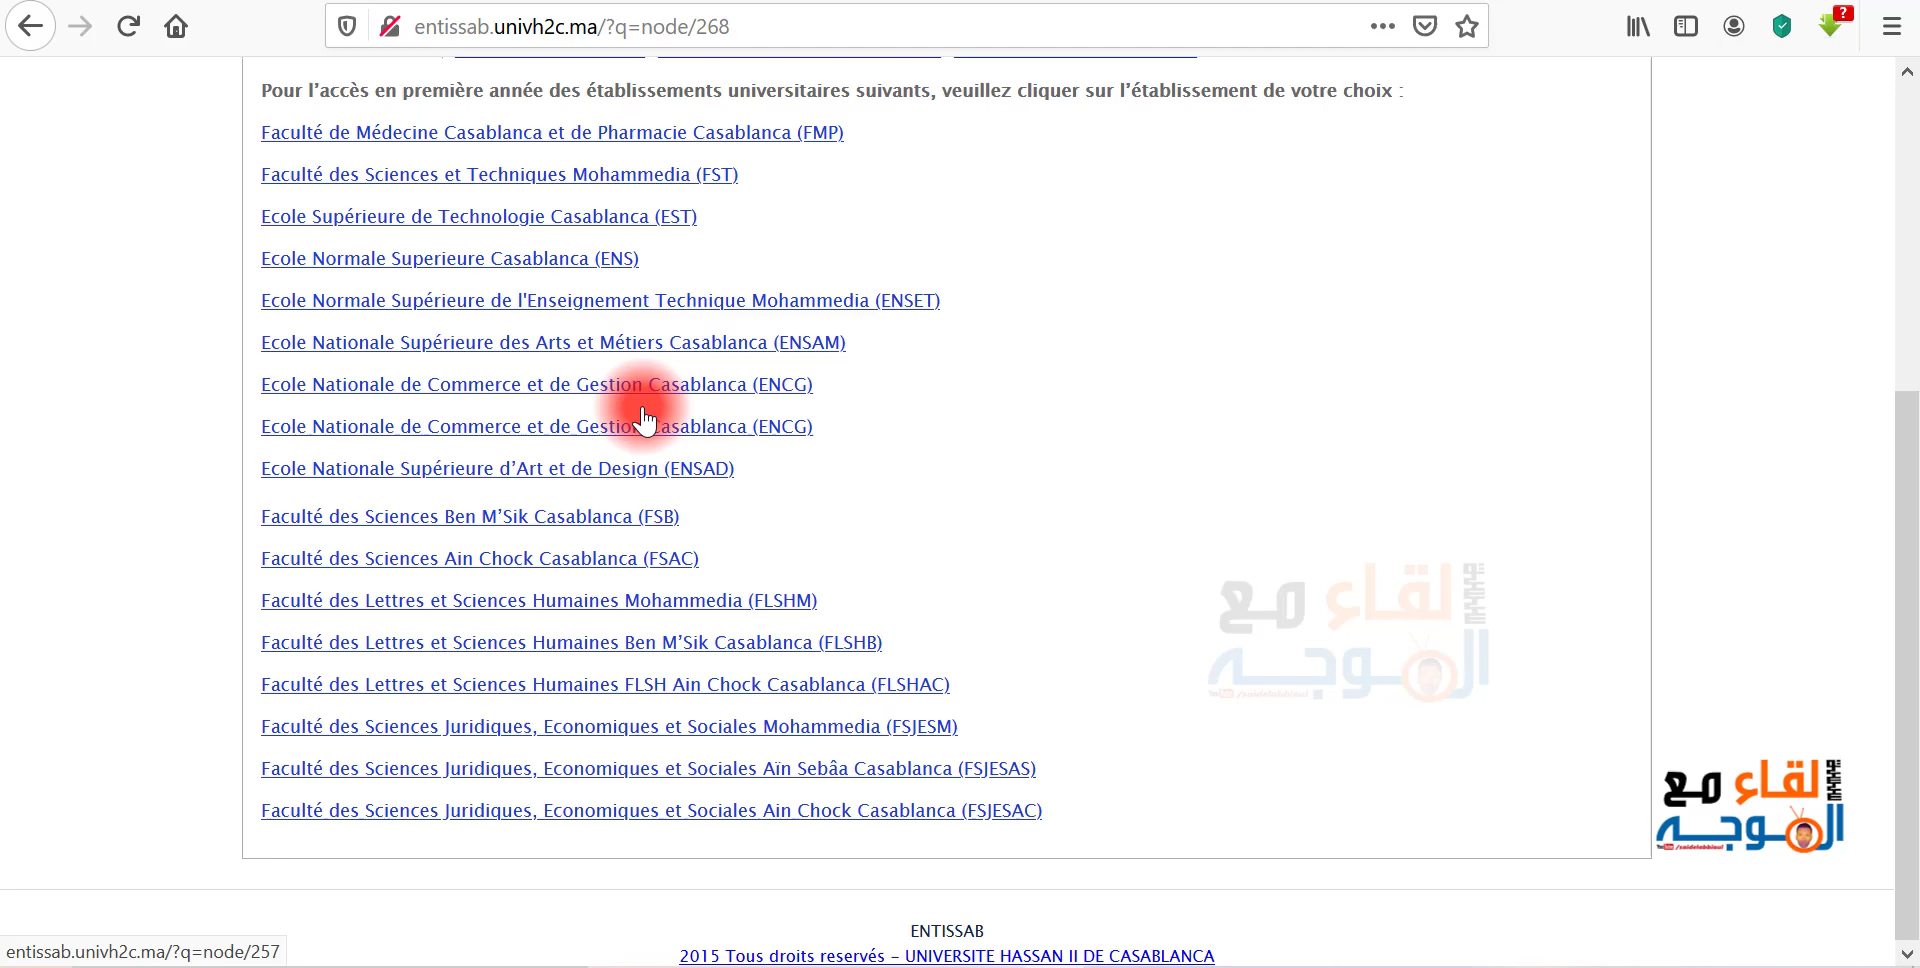 entissab.univh2c.ma/?q=node/268
?
Pour l’accès en première année des établissements universitaires suivants, veuillez cliquer sur l’établissement de votre choix :
Faculté de Médecine Casablanca et de Pharmacie Casablanca (FMP)
Faculté des Sciences et Techniques Mohammedia (FST)
Ecole Supérieure de Technologie Casablanca (EST)
Ecole Normale Superieure Casablanca (ENS)
Ecole Normale Supérieure de l'Enseignement Technique Mohammedia (ENSET)
Ecole Nationale Supérieure des Arts et Métiers Casablanca (ENSAM)
Ecole Nationale de Commerce et de Gestion Casablanca (ENCG)
Ecole Nationale de Commerce et de Gestion Casablanca (ENCG)
Ecole Nationale Supérieure d’Art et de Design (ENSAD)
Faculté des Sciences Ben M’Sik Casablanca (FSB)
Faculté des Sciences Ain Chock Casablanca (FSAC)
Faculté des Lettres et Sciences Humaines Mohammedia (FLSHM)
Faculté des Lettres et Sciences Humaines Ben M’Sik Casablanca (FLSHB)
Faculté des Lettres et Sciences Humaines FLSH Ain Chock Casablanca (FLSHAC)
Faculté des Sciences Juridiques, Economiques et Sociales Mohammedia (FSJESM)
Faculté des Sciences Juridiques, Economiques et Sociales Aïn Sebâa Casablanca (FSJESAS)
Faculté des Sciences Juridiques, Economiques et Sociales Ain Chock Casablanca (FSJESAC)
لقاء مع
الموجه
لقاء مع
الموجه
ENTISSAB
2015 Tous droits reservés – UNIVERSITE HASSAN II DE CASABLANCA
entissab.univh2c.ma/?q=node/257